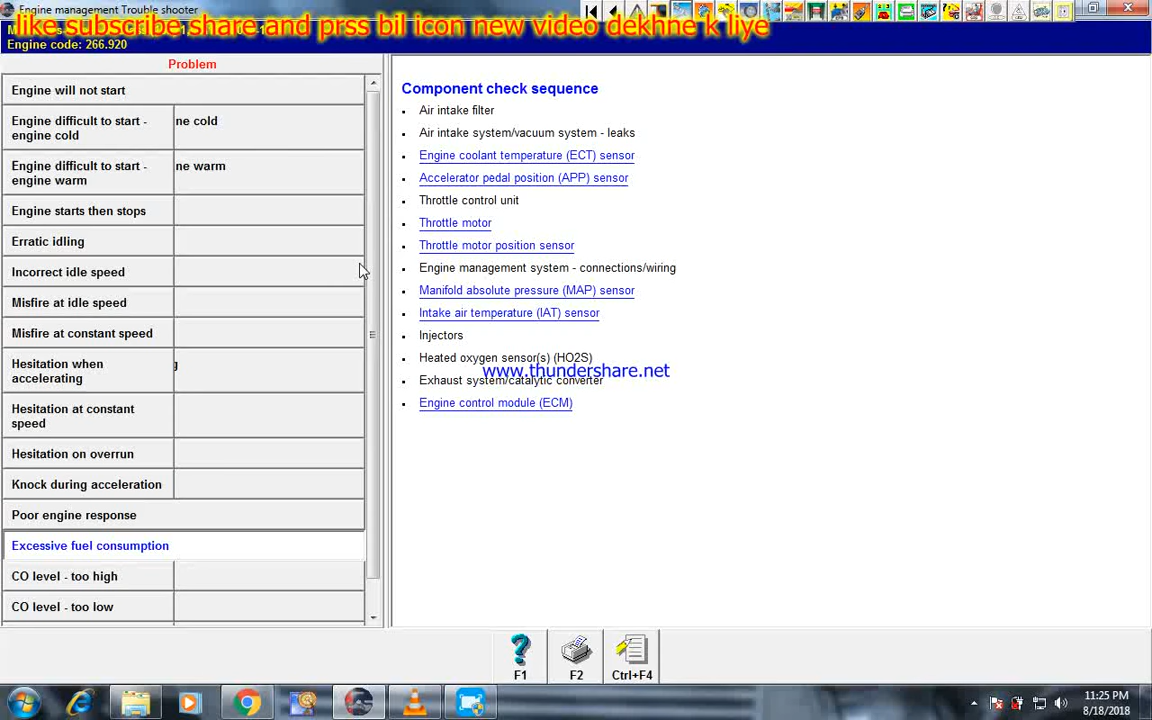 Engine management Trouble shooter
like subscribe share and prss bil icon new video dekhne k liye
Engine code: 266.920
Problem
Engine will not start
Engine difficult to start -
engine cold
ne cold
Engine difficult to start -
engine warm
ne warm
Engine starts then stops
Erratic idling
Incorrect idle speed
Misfire at idle speed
Misfire at constant speed
Hesitation when
accelerating
g
Hesitation at constant
speed
Hesitation on overrun
Knock during acceleration
Poor engine response
Excessive fuel consumption
CO level - too high
CO level - too low
Component check sequence
Air intake filter
Air intake system/vacuum system - leaks
Engine coolant temperature (ECT) sensor
Accelerator pedal position (APP) sensor
Throttle control unit
Throttle motor
Throttle motor position sensor
Engine management system - connections/wiring
Manifold absolute pressure (MAP) sensor
Intake air temperature (IAT) sensor
Injectors
Heated oxygen sensor(s) (HO2S)
www.thundershare.net
Exhaust system/catalytic converter
Engine control module (ECM)
F1
F2
Ctrl+F4
11:25 PM
8/18/2018